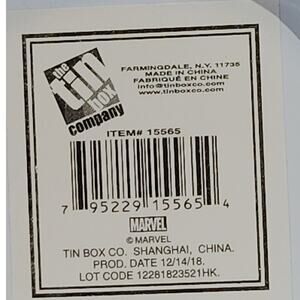 the
tin
box
company
FARMINGDALE, N.Y. 11735
MADE IN CHINA
FABRIQUÉ EN CHINE
info@tinboxco.com
www.tinboxco.com
ITEM# 15565
7 95229 15565 4
MARVEL
© MARVEL
TIN BOX CO. SHANGHAI, CHINA.
PROD. DATE 12/14/18.
LOT CODE 12281823521HK.